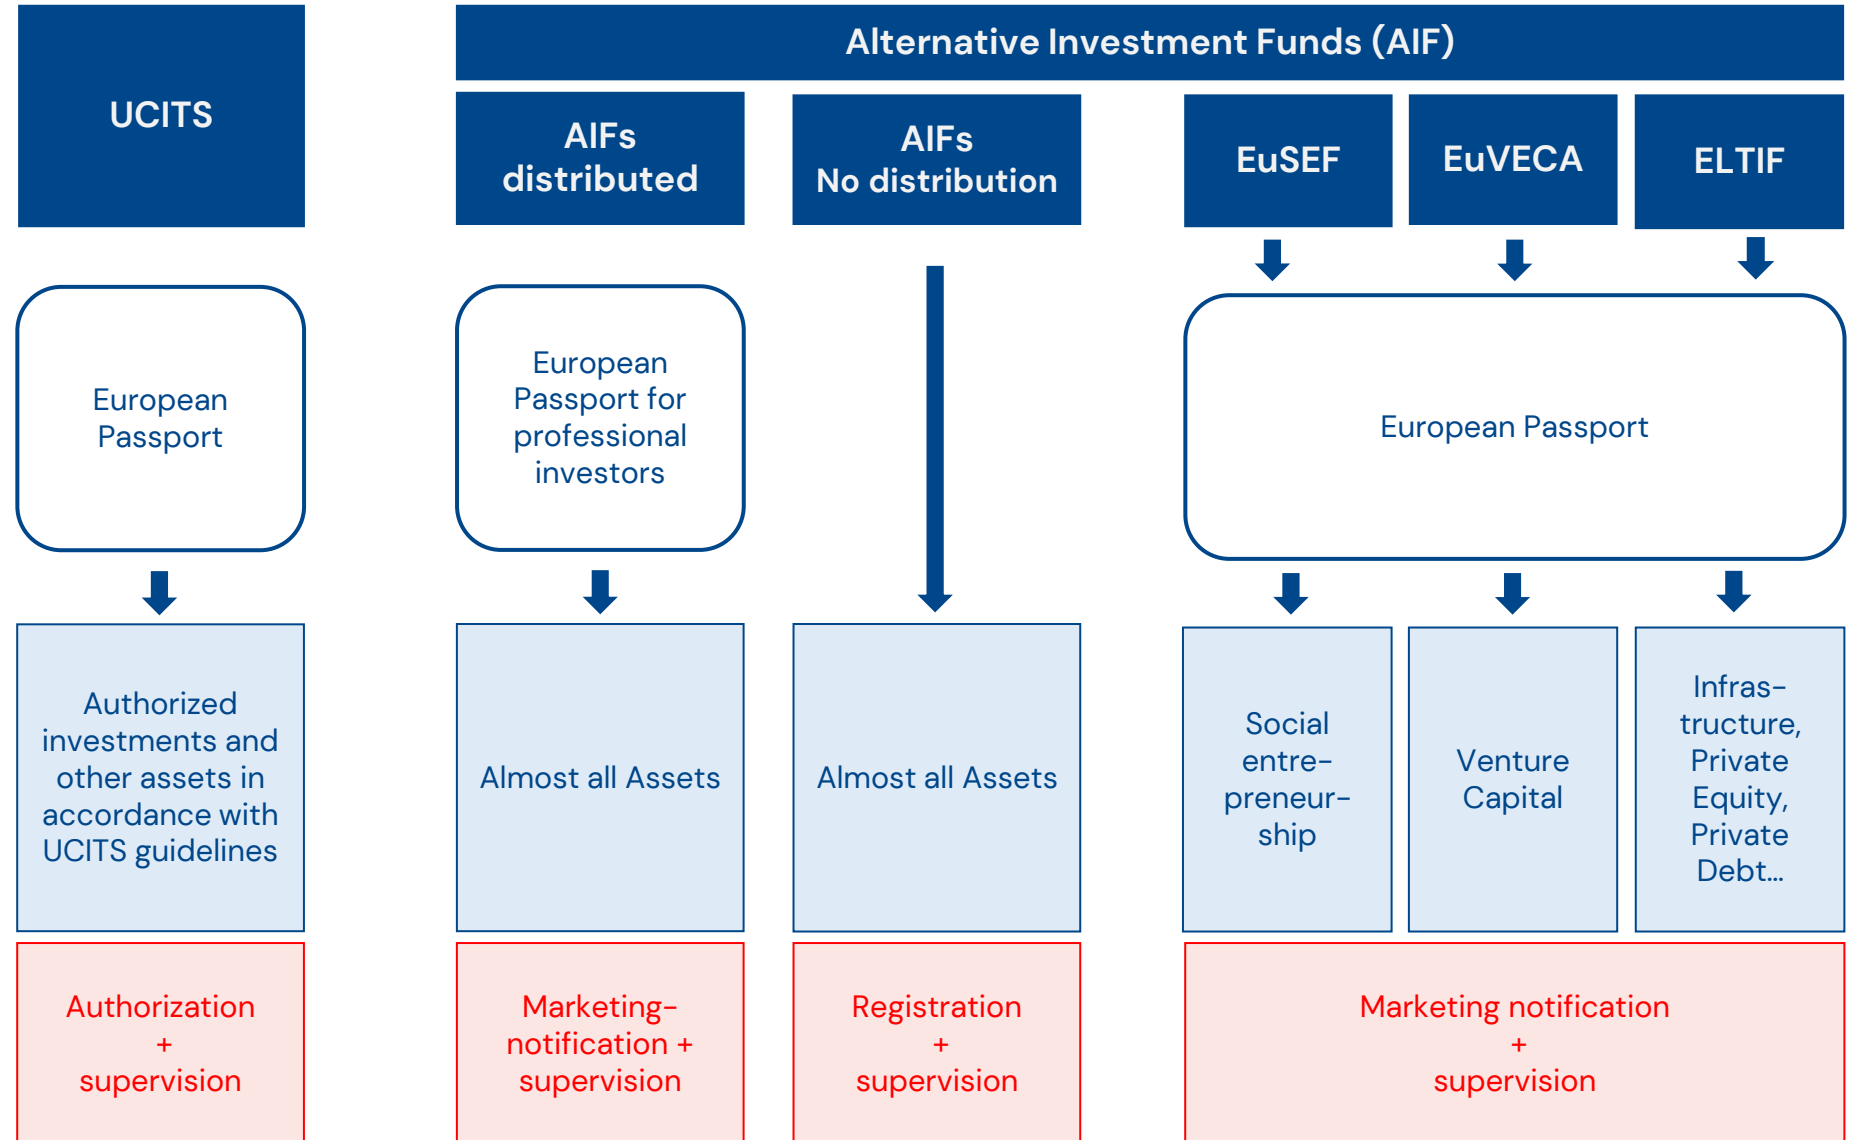 UCITS
Alternative Investment Funds (AIF)
AIFs
distributed
AIFs
No distribution
EuSEF
EuVECA
ELTIF
European
Passport
European
Passport for
professional
investors
European Passport
Authorized
investments and
other assets in
accordance with
UCITS guidelines
Almost all Assets
Almost all Assets
Social
entre-
preneur-
ship
Venture
Capital
Infras-
tructure,
Private
Equity,
Private
Debt...
Authorization
+
supervision
Marketing-
notification +
supervision
Registration
+
supervision
Marketing notification
+
supervision